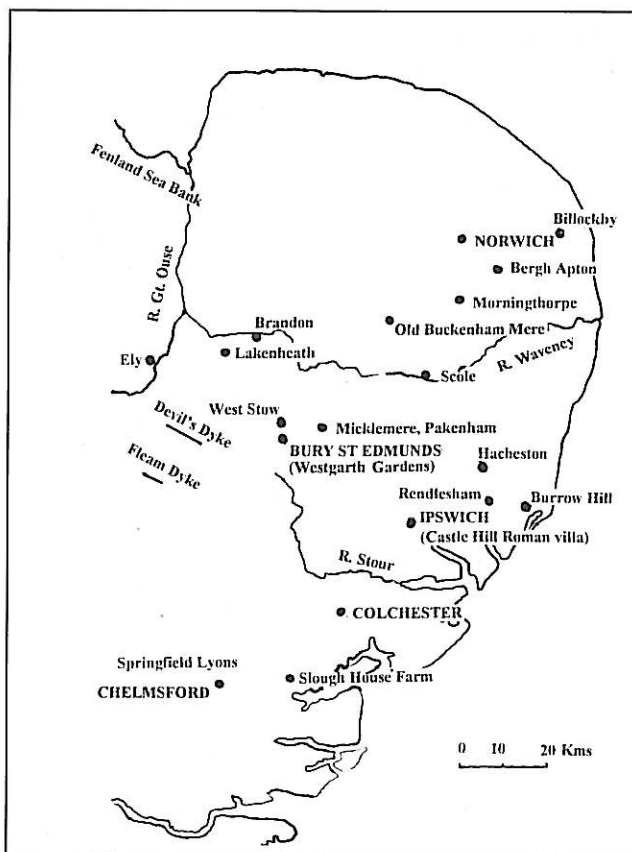 Fenland Sea Bank
R. Gt. Ouse
Billockby
NORWICH
Bergh Apton
Morningthorpe
Old Buckenham Mere
Brandon
Lakenheath
Ely
R. Waveney
Scole
Devil's Dyke
Fleam Dyke
West Stow
Micklemere, Pakenham
BURY ST EDMUNDS
(Westgarth Gardens)
Hacheston
Rendlesham
Burrow Hill
IPSWICH
(Castle Hill Roman villa)
R. Stour
COLCHESTER
Springfield Lyons
CHELMSFORD
Slough House Farm
0 10 20 Kms